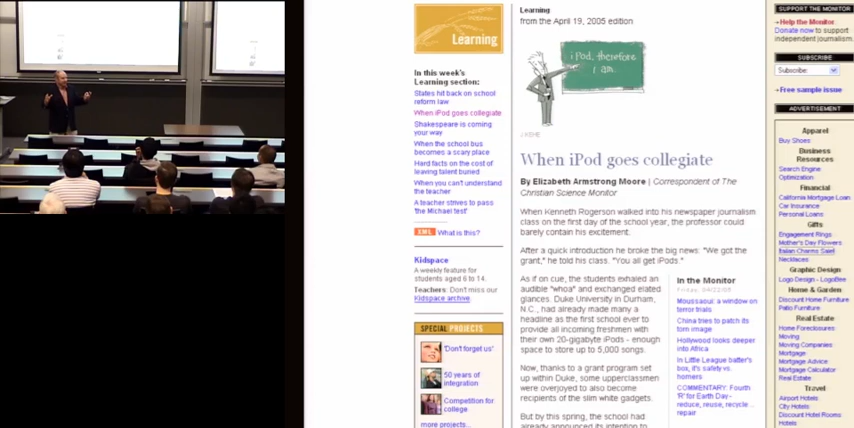 Learning
In this week's
Learning section:
States hit back on school
reform law
When iPod goes collegiate
Shakespeare is coming
your way
When the school bus
becomes a scary place
Hard facts on the cost of
leaving talent buried
When you can't understand
the teacher
A teacher strives to pass
'the Michael test'
XML What is this?
Kidspace
A weekly feature for
students aged 6 to 14.
Teachers: Don't miss our
Kidspace archive.
SPECIAL PROJECTS
'Don't forget us'
50 years of
integration
Competition for
college
more projects...
Learning
from the April 19, 2005 edition
iPod, therefore
i am.
When iPod goes collegiate
By Elizabeth Armstrong Moore | Correspondent of The
Christian Science Monitor
When Kenneth Rogerson walked into his newspaper journalism
class on the first day of the school year, the professor could
barely contain his excitement.
After a quick introduction he broke the big news: "We got the
grant," he told his class. "You all get iPods."
As if on cue, the students exhaled an
audible "whoa" and exchanged elated
glances. Duke University in Durham,
N.C., had already made many a
headline as the first school ever to
provide all incoming freshmen with
their own 20-gigabyte iPods - enough
space to store up to 5,000 songs.
Now, thanks to a grant program set
up within Duke, some upperclassmen
were overjoyed to also become
recipients of the slim white gadgets.
But by this spring, the school had
already announced its intention to
In the Monitor
Friday, 04/22/05
Moussaoui: a window on
terror trials
China tries to patch its
torn image
Hollywood looks deeper
into Africa
In Little League batter's
box, it's safety vs.
homers
COMMENTARY: Fourth
'R' for Earth Day -
reduce, reuse, recycle...
repair
SUPPORT THE MONITOR
Help the Monitor.
Donate now to support
independent journalism.
SUBSCRIBE
Subscribe:
Free sample issue
ADVERTISEMENT
Apparel
Buy Shoes
Business
Resources
Search Engine
Optimization
Financial
California Mortgage Loan
Car Insurance
Personal Loans
Gifts
Engagement Rings
Mother's Day Flowers
Italian Charms Sale!
Necklaces
Graphic Design
Logo Design - LogoBee
Home & Garden
Discount Home Furniture
Patio Furniture
Real Estate
Home Foreclosures
Moving
Moving Companies
Mortgage
Mortgage Advice
Mortgage Calculator
Real Estate
Travel
Airport Hotels
City Hotels
Discount Hotel Rooms
Hotels